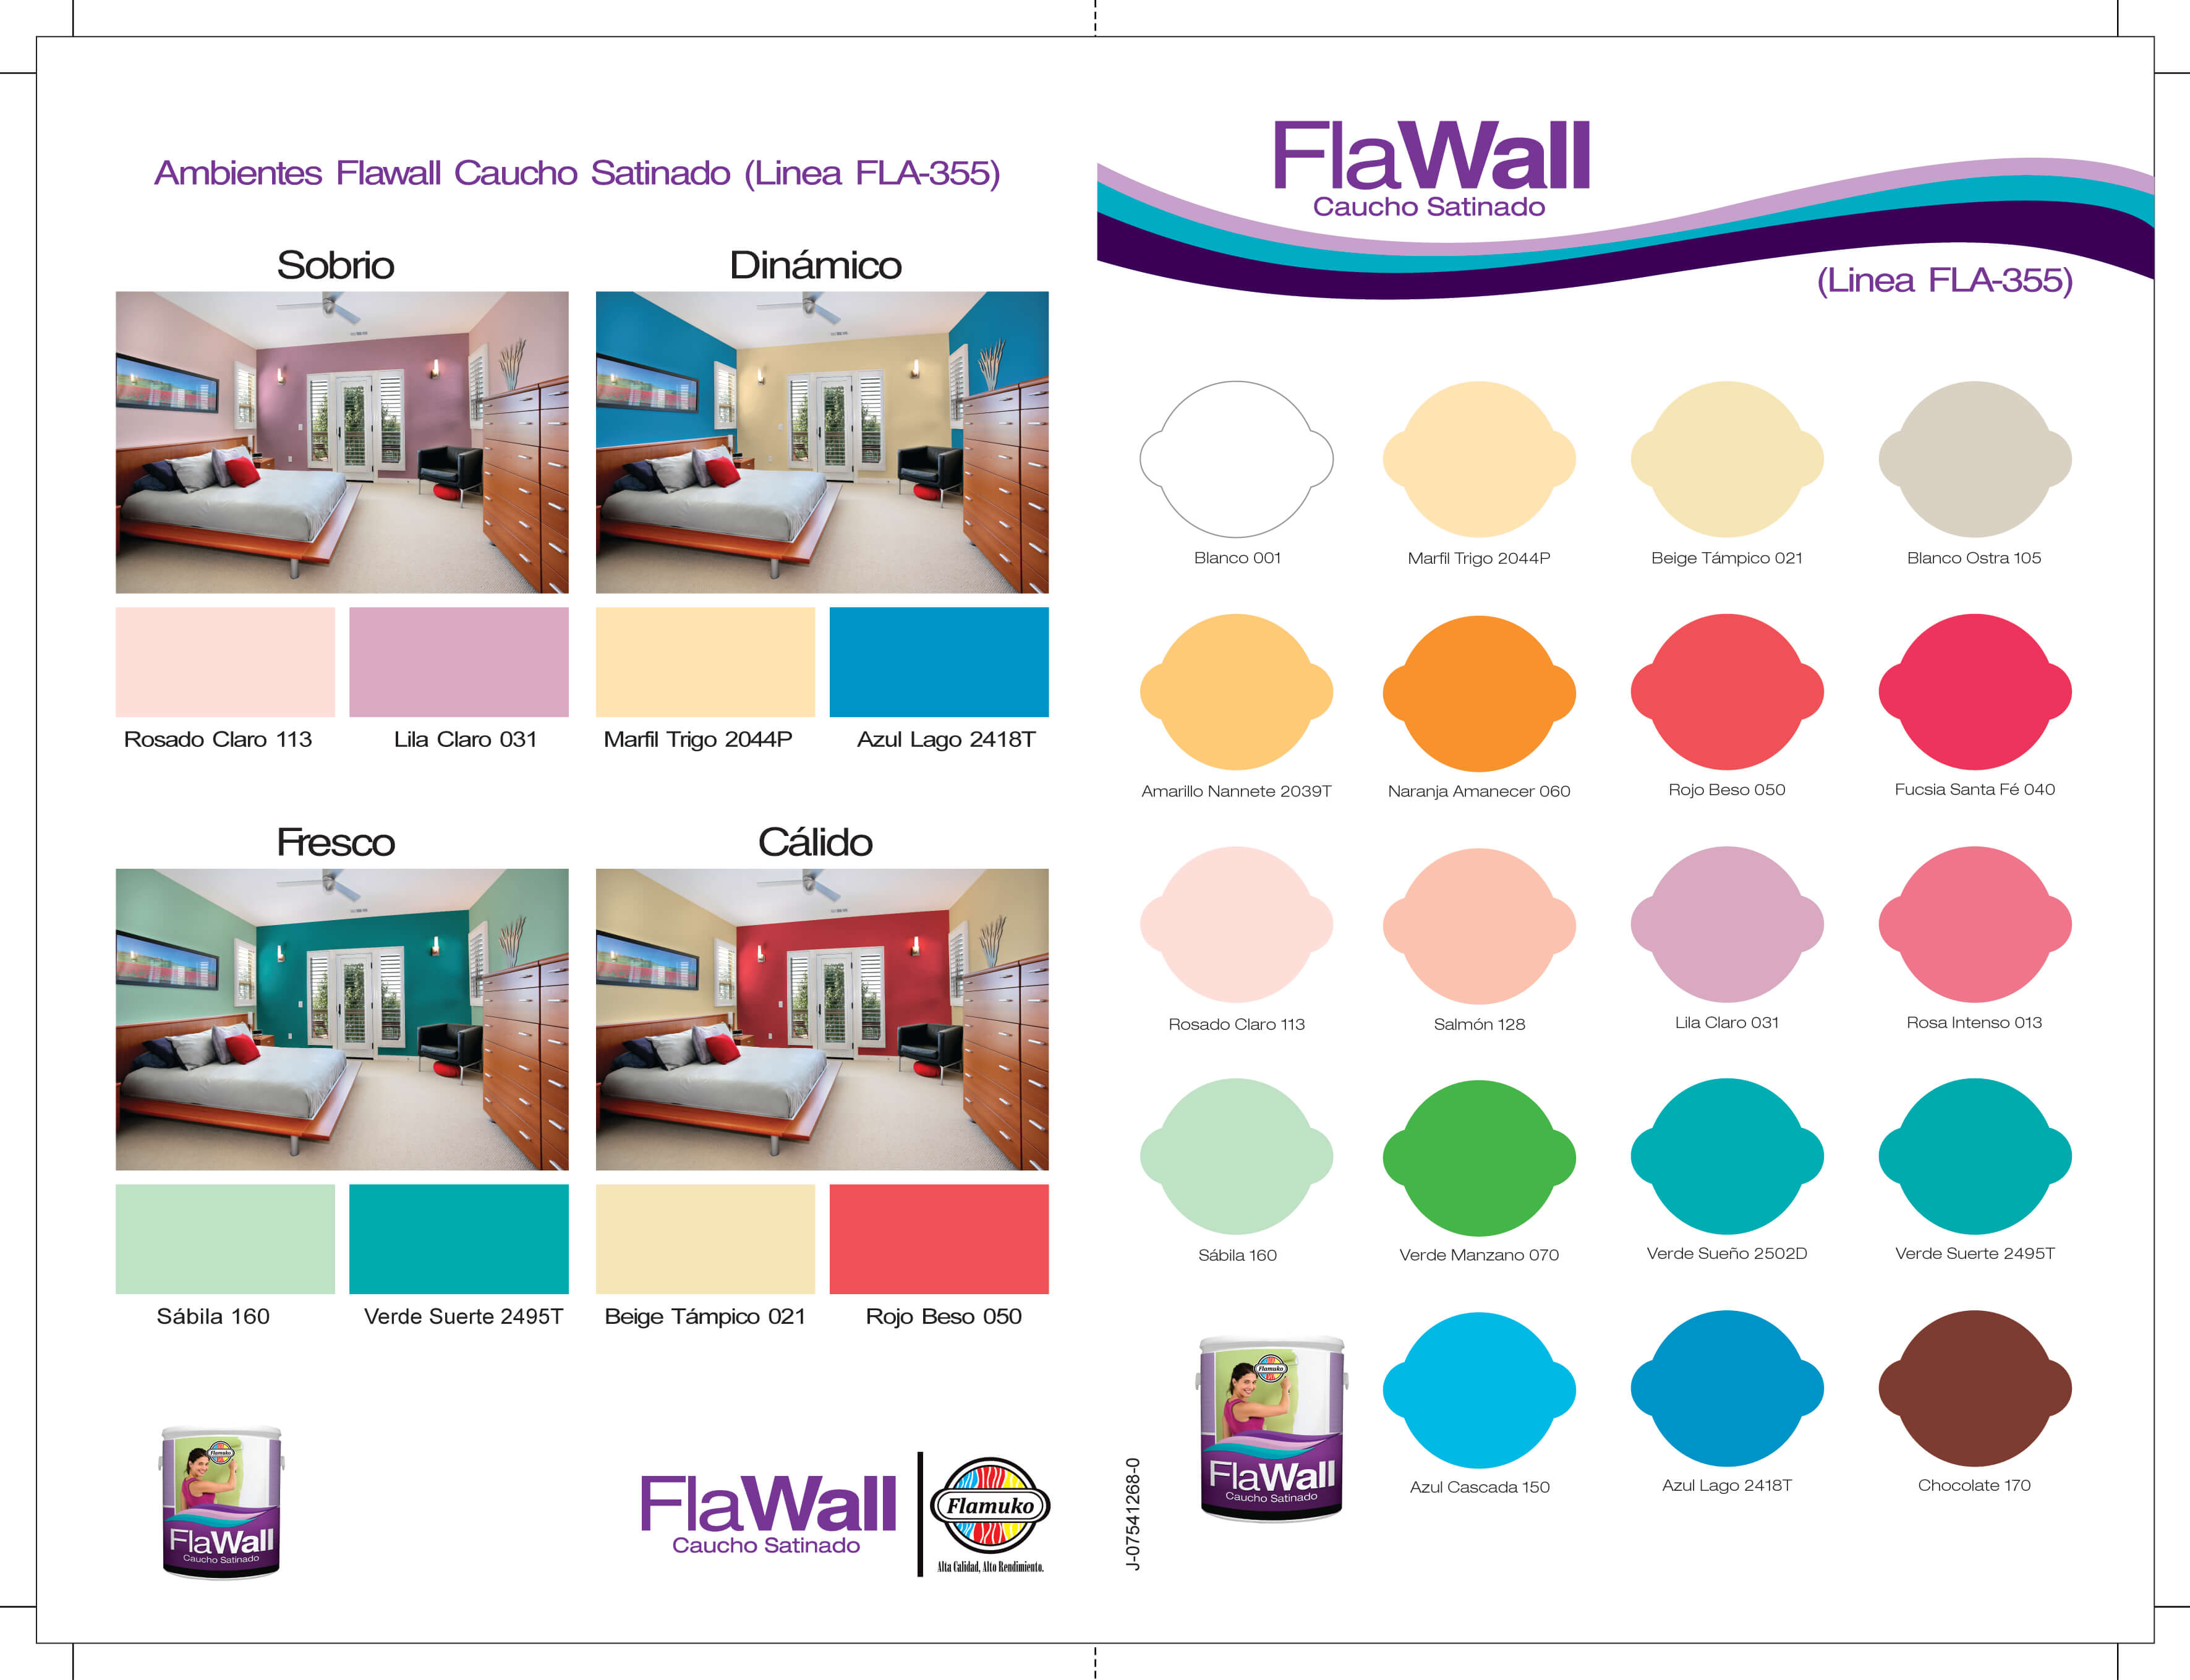 Ambientes Flawall Caucho Satinado (Linea FLA-355)
Sobrio
Dinámico
Rosado Claro 113
Lila Claro 031
Marfil Trigo 2044P
Azul Lago 2418T
Fresco
Cálido
Sábila 160
Verde Suerte 2495T
Beige Támpico 021
Rojo Beso 050
Flamuko
FlaWall
Caucho Satinado
FlaWall
Caucho Satinado
Flamuko
Alta Calidad, Alto Rendimiento.
FlaWall
Caucho Satinado
(Linea FLA-355)
Blanco 001
Marfil Trigo 2044P
Beige Támpico 021
Blanco Ostra 105
Amarillo Nannete 2039T
Naranja Amanecer 060
Rojo Beso 050
Fucsia Santa Fé 040
Rosado Claro 113
Salmón 128
Lila Claro 031
Rosa Intenso 013
Sábila 160
Verde Manzano 070
Verde Sueño 2502D
Verde Suerte 2495T
Flamuko
FlaWall
Caucho Satinado
Azul Cascada 150
Azul Lago 2418T
Chocolate 170
J-07541268-0